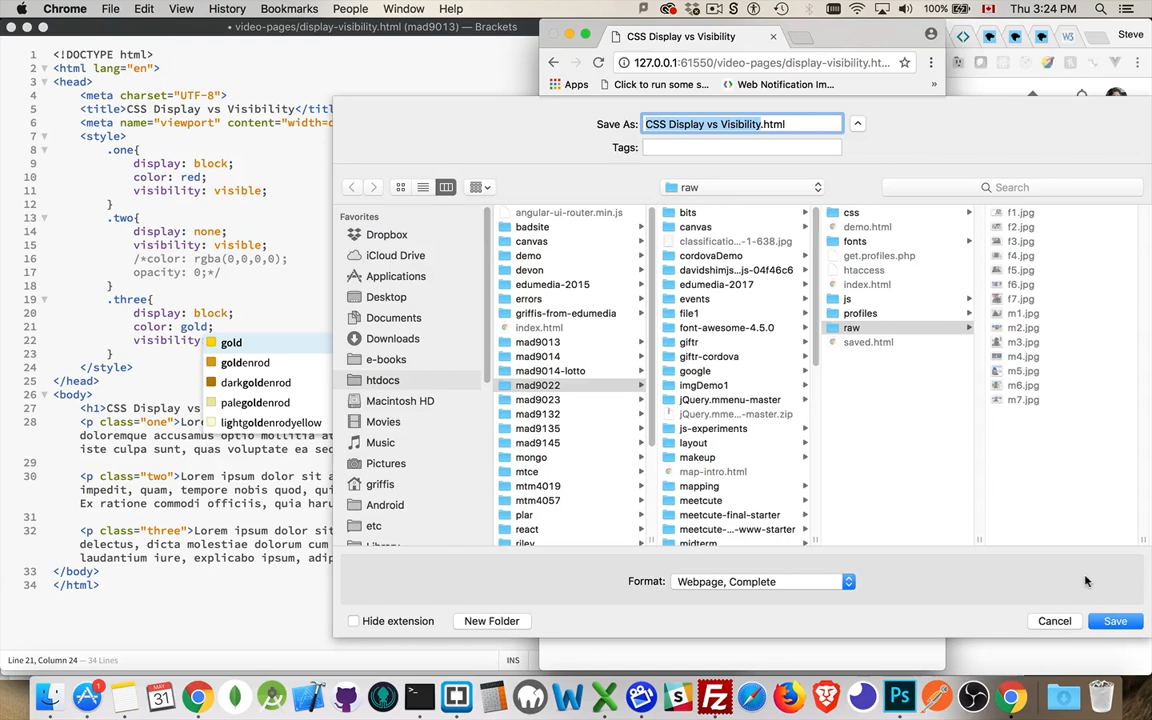 Chrome File Edit View History Bookmarks People Window Help 100% Thu 3:24 PM
• video-pages/display-visibility.html (mad9013) — Brackets
CSS Display vs Visibility
Steve
127.0.0.1:61550/video-pages/display-visibility.ht...
Apps Click to run some s... Web Notification Im... »
1 <!DOCTYPE html>
2 <html lang="en">
3 <head>
4 <meta charset="UTF-8">
5 <title>CSS Display vs Visibility</titl
6 <meta name="viewport" content="width=d
7 <style>
8 .one{
9 display: block;
10 color: red;
11 visibility: visible;
12 }
13 .two{
14 display: none;
15 visibility: visible;
16 /*color: rgba(0,0,0,0);
17 opacity: 0;*/
18 }
19 .three{
20 display: block;
21 color: gold;
22 visibility
23 }
24 </style>
25 </head>
26 <body>
27 <h1>CSS Display vs
28 <p class="one">Lore
doloremque accusamus optio mollitia
iste culpa sunt, quas voluptate ea sed
29
30 <p class="two">Lorem ipsum dolor sit a
impedit, quam, tempore nobis quod, qui
Ex ratione commodi officiis, quia haru
31
32 <p class="three">Lorem ipsum dolor sit
delectus, dicta molestiae dolorum cum
laudantium iure, explicabo ipsum, adip
33 </body>
34 </html>
gold
goldenrod
darkgoldenrod
palegoldenrod
lightgoldenrodyellow
Line 21, Column 24 — 34 Lines
INS
Save As: CSS Display vs Visibility.html
Tags:
raw
Search
Favorites
Dropbox
iCloud Drive
Applications
Desktop
Documents
Downloads
e-books
htdocs
Macintosh HD
Movies
Music
Pictures
griffis
Android
etc
angular-ui-router.min.js
badsite
canvas
demo
devon
edumedia-2015
errors
griffis-from-edumedia
index.html
mad9013
mad9014
mad9014-lotto
mad9022
mad9023
mad9132
mad9135
mad9145
mongo
mtce
mtm4019
mtm4057
plar
react
riley
bits
canvas
classificatio...-1-638.jpg
cordovaDemo
davidshimjs...js-04f46c6
edumedia-2017
events
file1
font-awesome-4.5.0
giftr
giftr-cordova
google
imgDemo1
jQuery.mmenu-master
jQuery.mme...-master.zip
js-experiments
layout
makeup
map-intro.html
mapping
meetcute
meetcute-final-starter
meetcute-...-www-starter
midterm
css
demo.html
fonts
get.profiles.php
htaccess
index.html
js
profiles
raw
saved.html
f1.jpg
f2.jpg
f3.jpg
f4.jpg
f5.jpg
f6.jpg
f7.jpg
m1.jpg
m2.jpg
m3.jpg
m4.jpg
m5.jpg
m6.jpg
m7.jpg
Format: Webpage, Complete
Hide extension
New Folder
Cancel
Save